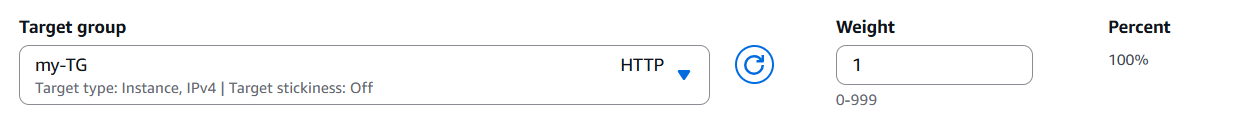 Target group
Weight
Percent
my-TG
HTTP
Target type: Instance, IPv4 | Target stickiness: Off
1
0-999
100%